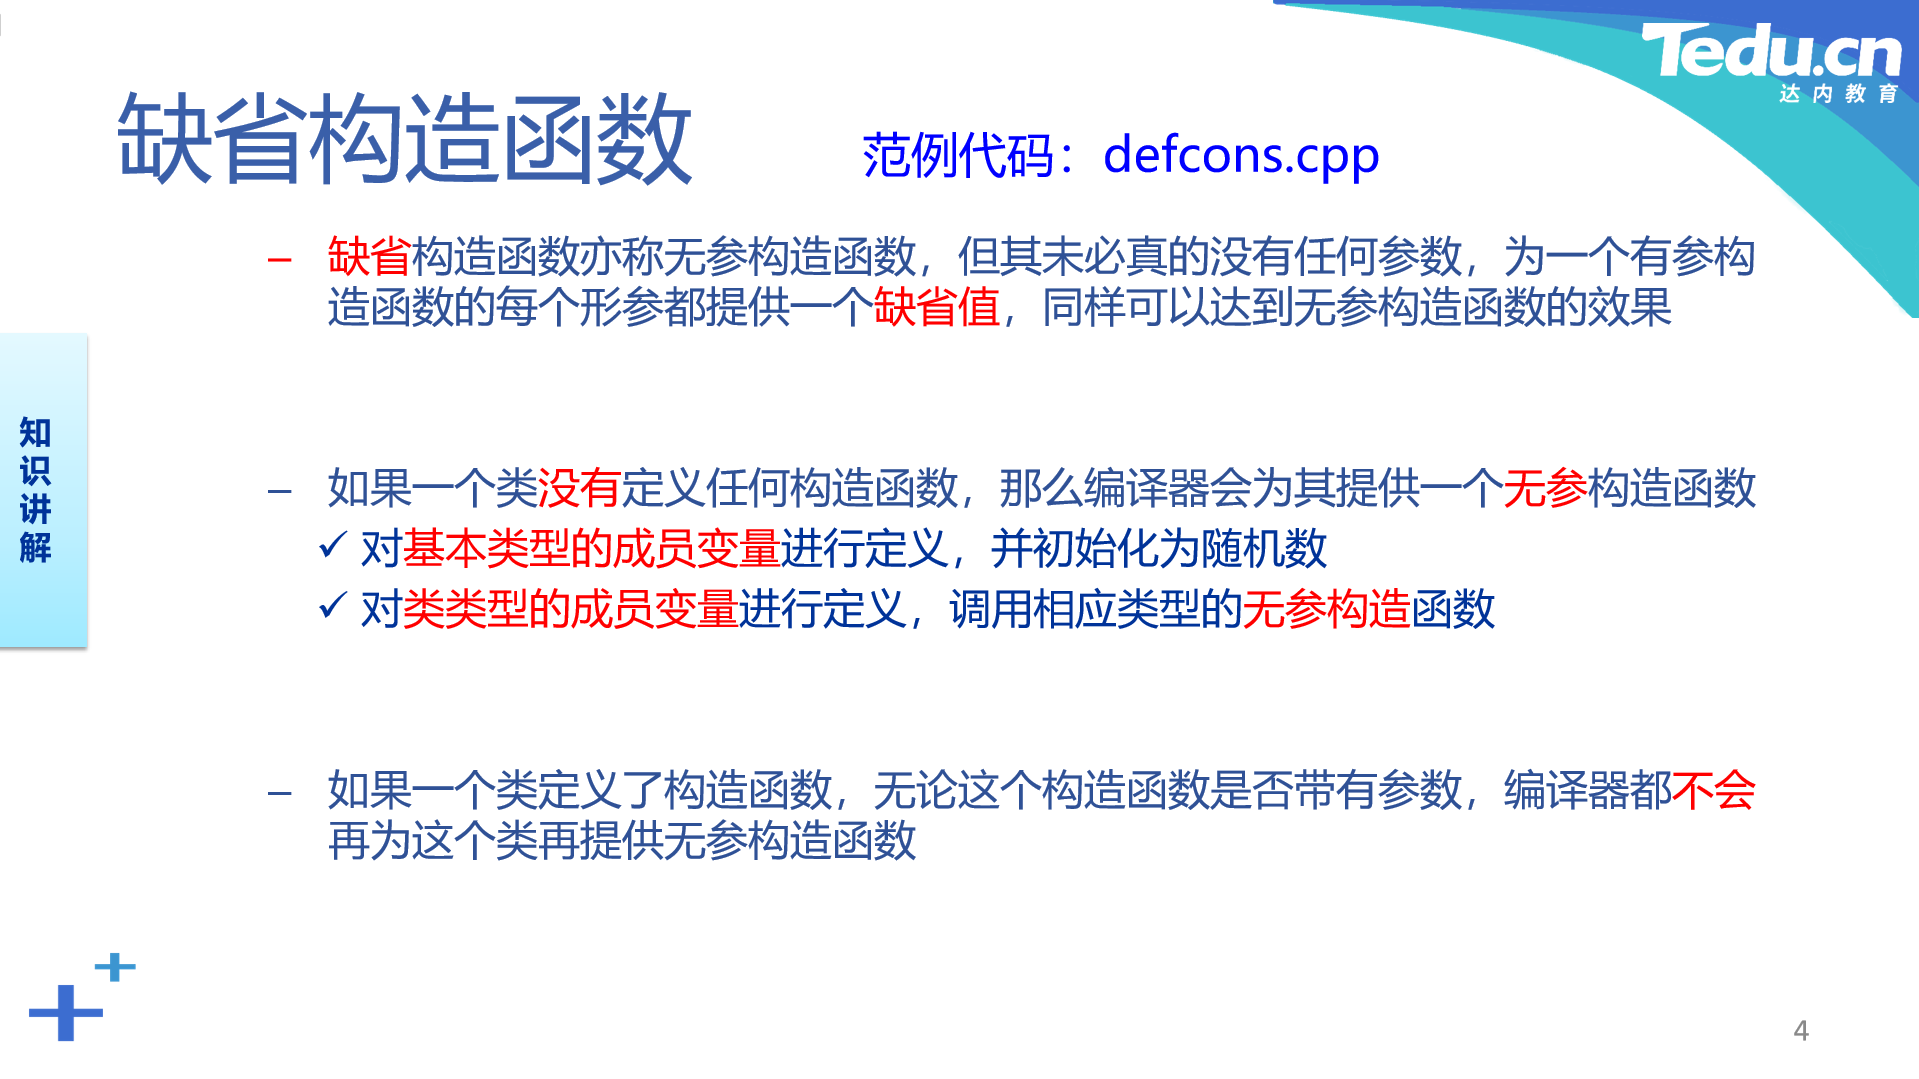 Tedu.cn
达内教育
缺省构造函数
范例代码：defcons.cpp
– 缺省构造函数亦称无参构造函数，但其未必真的没有任何参数，为一个有参构
造函数的每个形参都提供一个缺省值，同样可以达到无参构造函数的效果
知
识
讲
解
– 如果一个类没有定义任何构造函数，那么编译器会为其提供一个无参构造函数
✓ 对基本类型的成员变量进行定义，并初始化为随机数
✓ 对类类型的成员变量进行定义，调用相应类型的无参构造函数
– 如果一个类定义了构造函数，无论这个构造函数是否带有参数，编译器都不会
再为这个类再提供无参构造函数
4